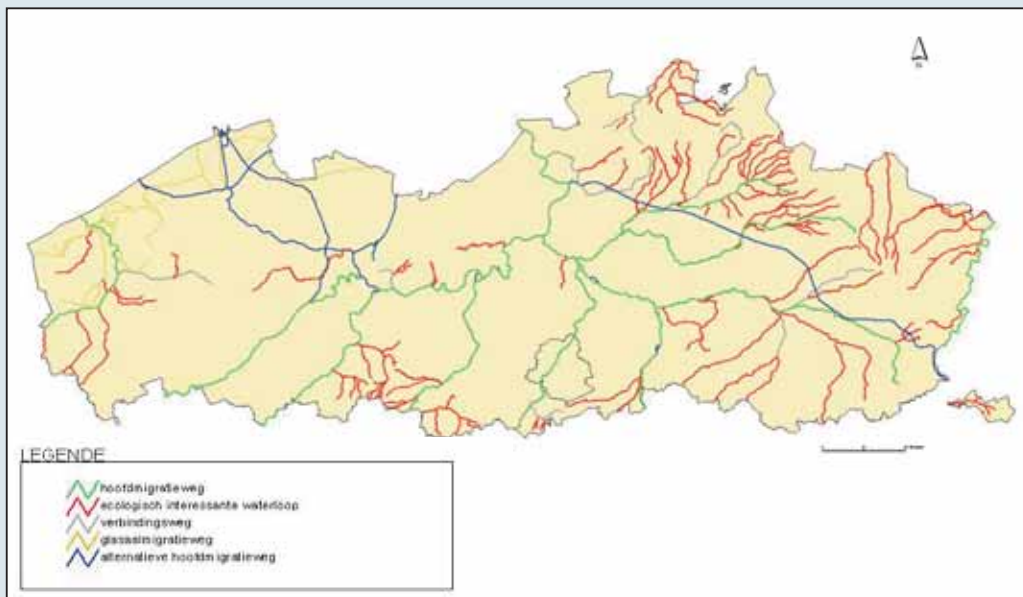 LEGENDE
hoofdmigratieweg
ecologisch interessante waterloop
verbindingsweg
glasaalmigratieweg
alternatieve hoofdmigratieweg